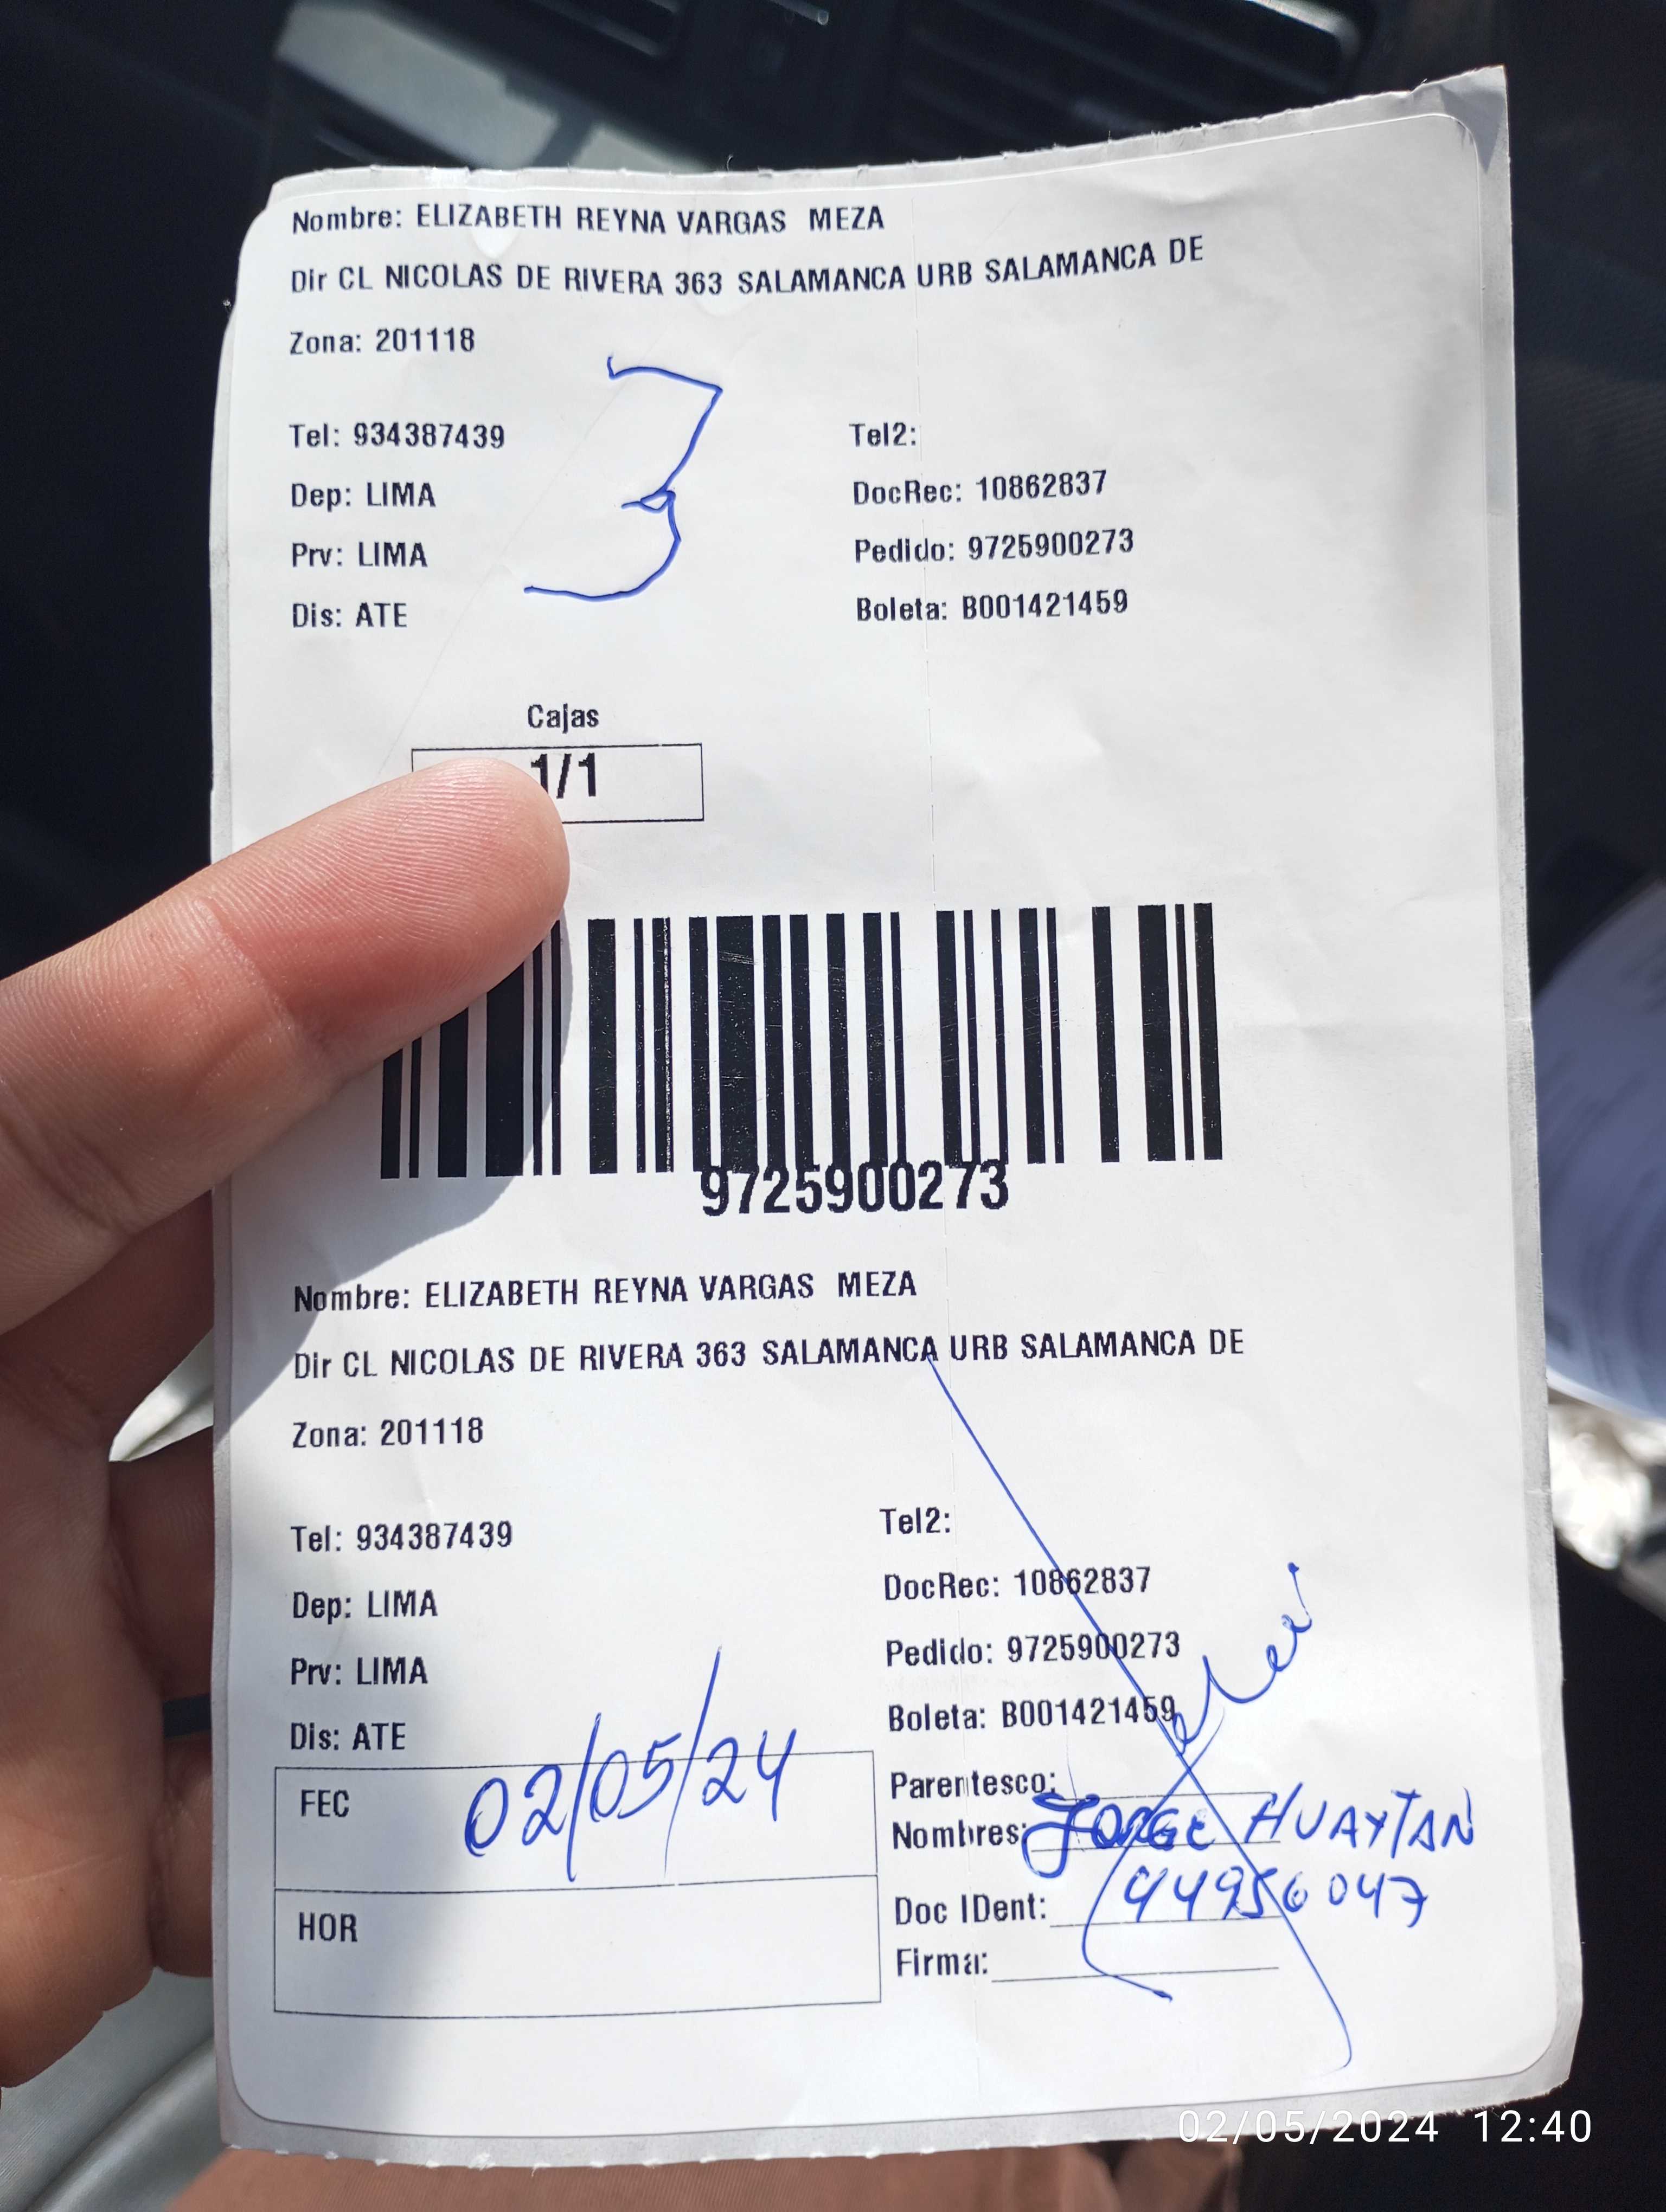 Nombre: ELIZABETH REYNA VARGAS MEZA
Dir CL NICOLAS DE RIVERA 363 SALAMANCA URB SALAMANCA DE
Zona: 201118
3
Tel: 934387439 Tel2:
Dep: LIMA DocRec: 10862837
Prv: LIMA Pedido: 9725900273
Dis: ATE Boleta: B001421459
Cajas
1/1
9725900273
Nombre: ELIZABETH REYNA VARGAS MEZA
Dir CL NICOLAS DE RIVERA 363 SALAMANCA URB SALAMANCA DE
Zona: 201118
Tel: 934387439 Tel2:
Dep: LIMA DocRec: 10862837
Prv: LIMA Pedido: 9725900273
Dis: ATE Boleta: B001421459
FEC 02/05/24 Parentesco:
Nombres: JORGE HUAYTAN
HOR Doc IDent: 44956047
Firma:
02/05/2024 12:40